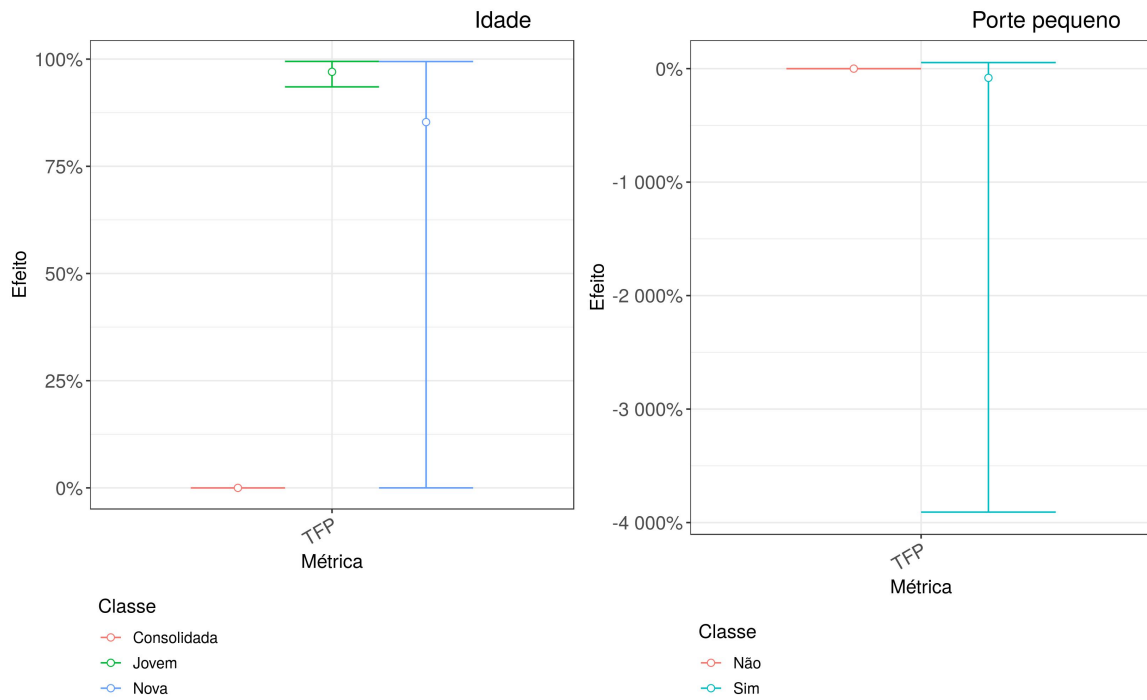 Idade
100%
75%
50%
25%
0%
Efeito
TFP
Métrica
Classe
Consolidada
Jovem
Nova
Porte pequeno
0%
-1 000%
-2 000%
-3 000%
-4 000%
Efeito
TFP
Métrica
Classe
Não
Sim